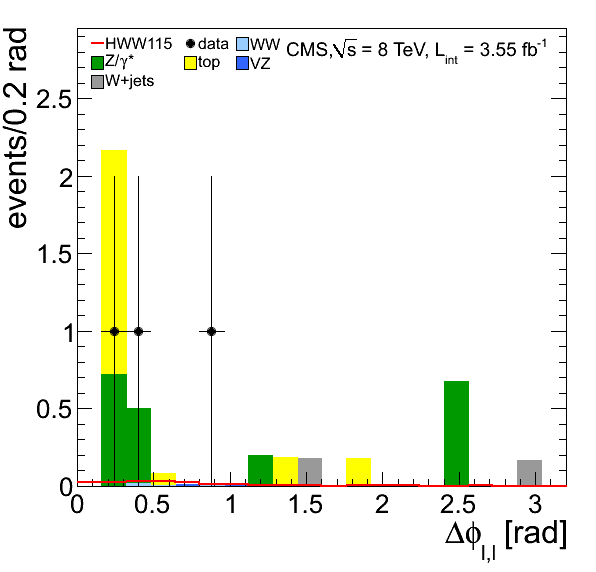 HWW115 data WW CMS,√s = 8 TeV, L_int = 3.55 fb⁻¹
Z/γ* top VZ
W+jets
events/0.2 rad
2.5
2
1.5
1
0.5
0
0 0.5 1 1.5 2 2.5 3
Δϕ_l,l [rad]